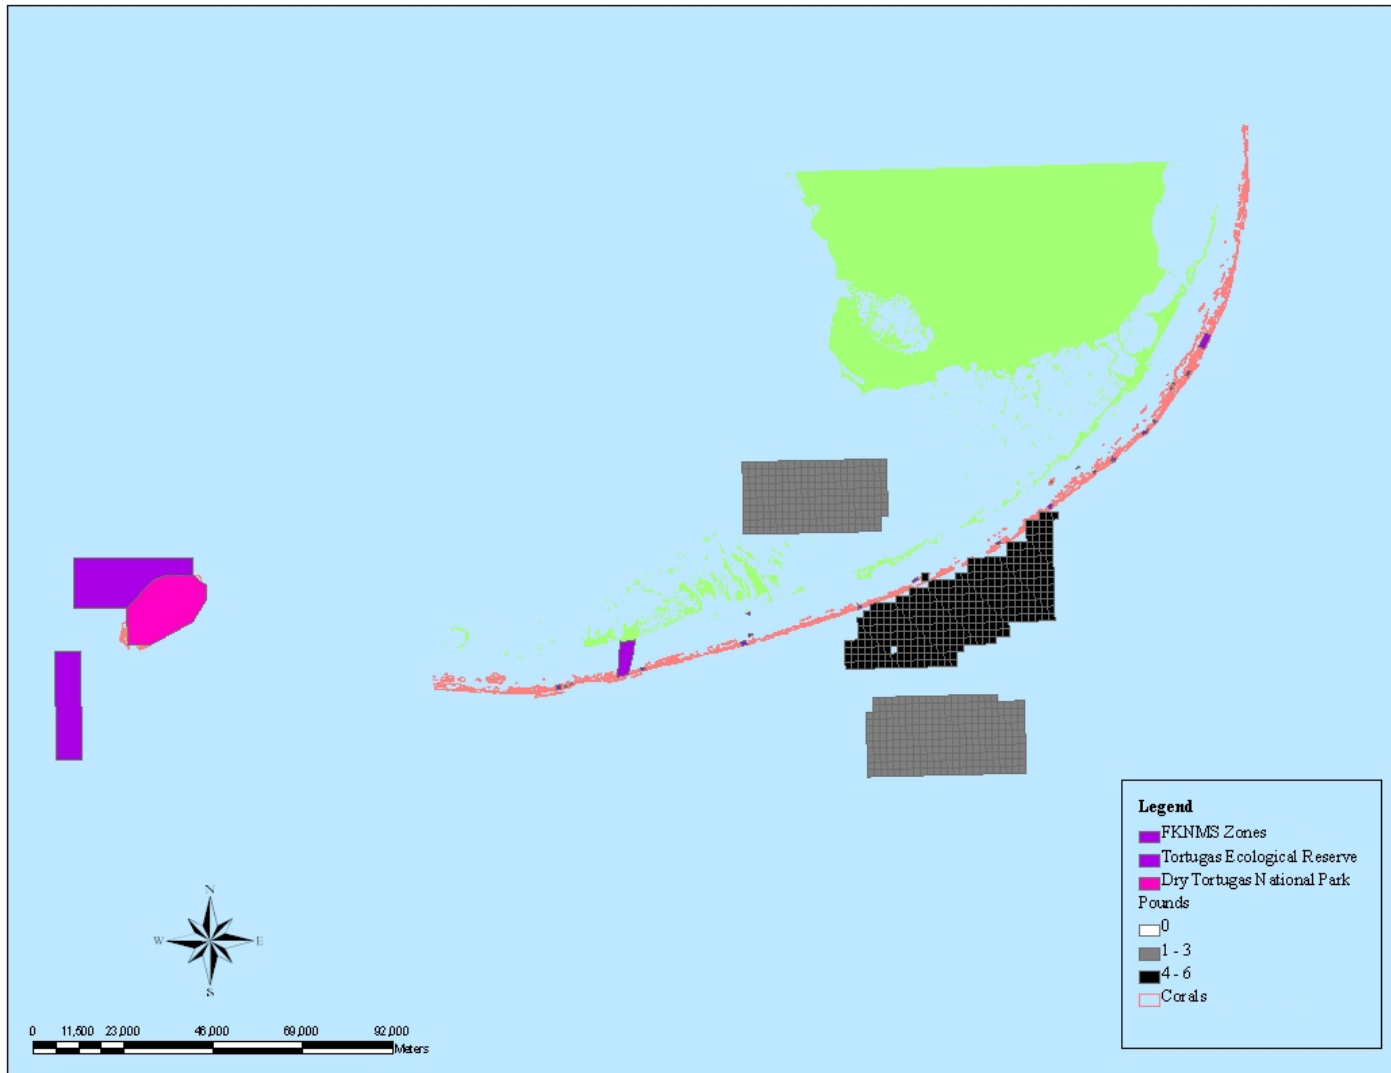 Legend
FKNMS Zones
Tortugas Ecological Reserve
Dry Tortugas National Park
Pounds
0
1 - 3
4 - 6
Corals
N
W E
S
0 11,500 23,000 46,000 69,000 92,000
Meters